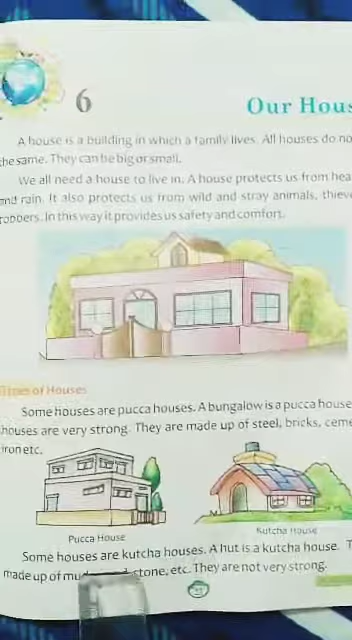 6
Our Hous
A house is a building in which a family lives. All houses do no
the same. They can be big or small.
We all need a house to live in. A house protects us from hea
and rain. It also protects us from wild and stray animals, thiev
robbers. In this way it provides us safety and comfort.
Types of Houses
Some houses are pucca houses. A bungalow is a pucca house
houses are very strong. They are made up of steel, bricks, ceme
iron etc.
Pucca House
Kutcha House
Some houses are kutcha houses. A hut is a kutcha house. T
made up of mu stone, etc. They are not very strong.